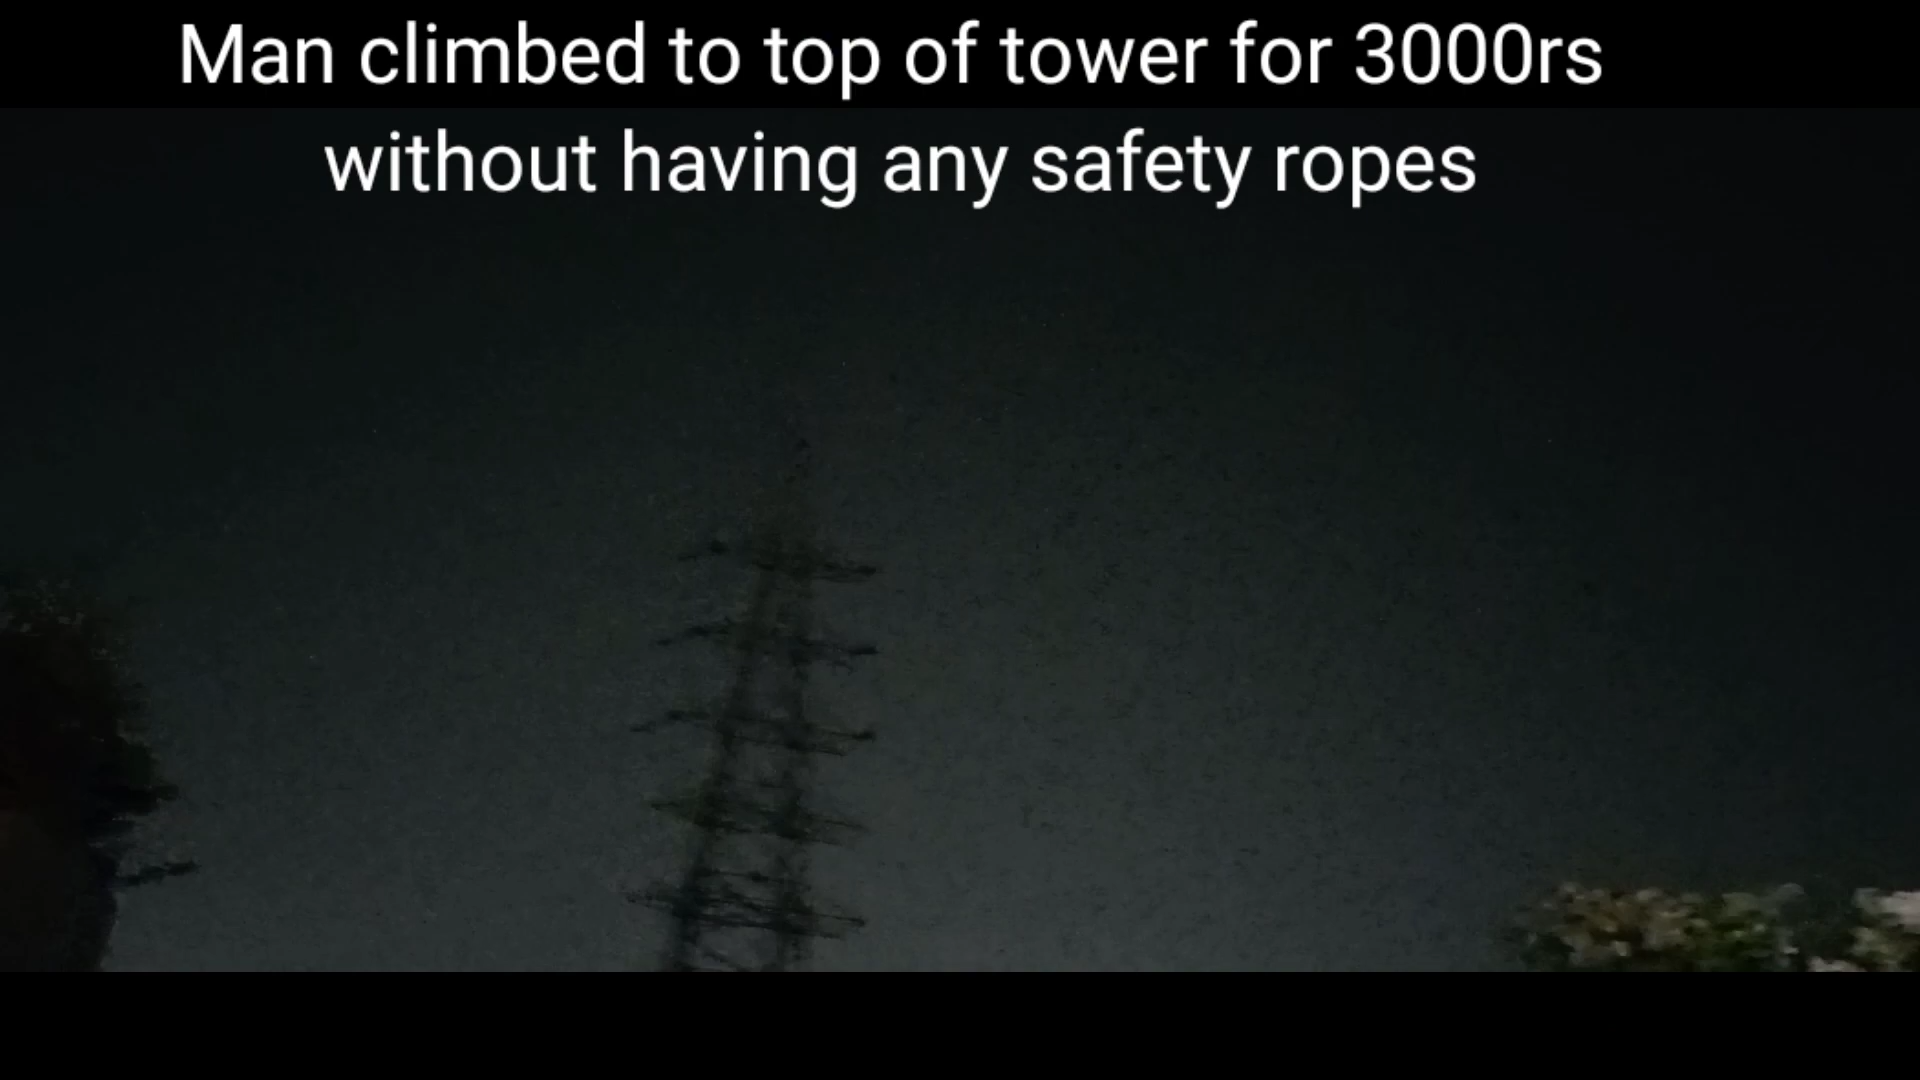 Man climbed to top of tower for 3000rs
without having any safety ropes